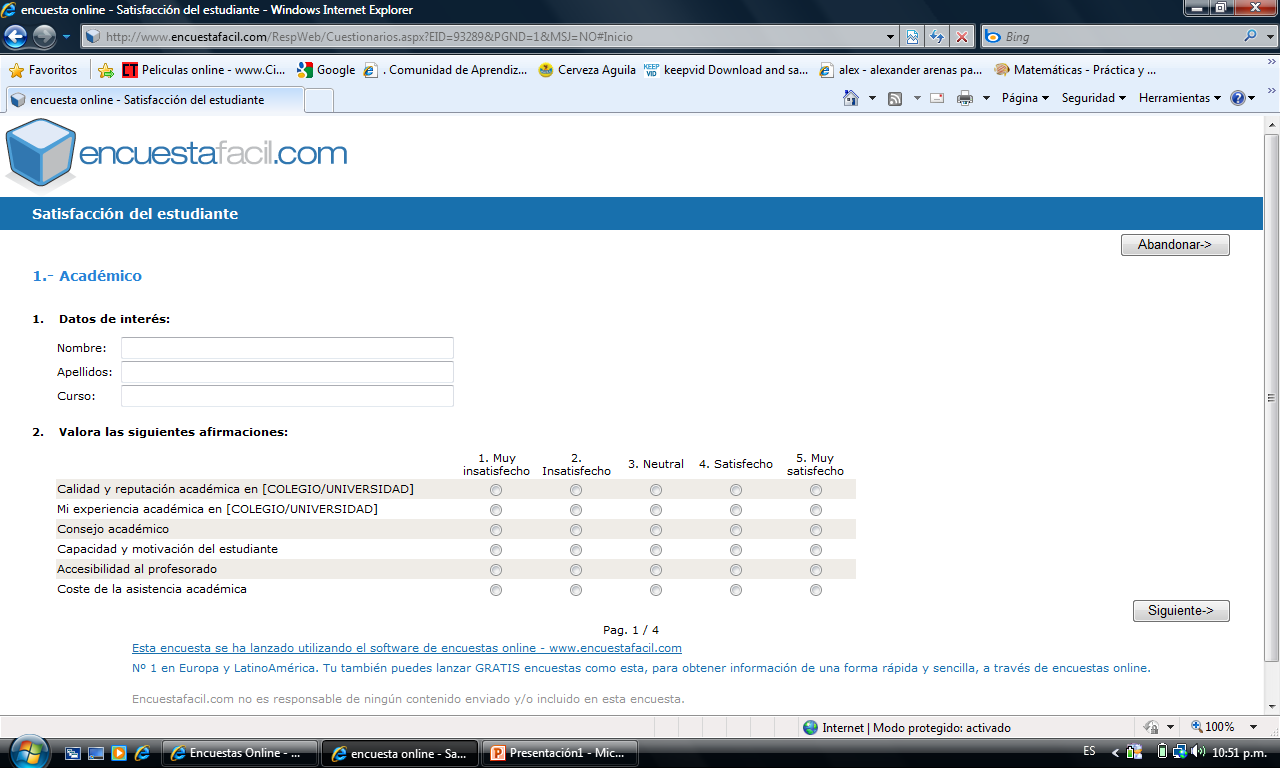 encuesta online - Satisfacción del estudiante - Windows Internet Explorer
http://www.encuestafacil.com/RespWeb/Cuestionarios.aspx?EID=93289&PGND=1&MSJ=NO#Inicio
Bing
Favoritos
CT Peliculas online - www.Ci...
Google
. Comunidad de Aprendiz...
Cerveza Aguila
KEEP VID keepvid Download and sa...
alex - alexander arenas pa...
Matemáticas - Práctica y ...
encuesta online - Satisfacción del estudiante
Página
Seguridad
Herramientas
encuestafacil.com
Satisfacción del estudiante
Abandonar->
1.- Académico
1. Datos de interés:
Nombre:
Apellidos:
Curso:
2. Valora las siguientes afirmaciones:
1. Muy insatisfecho
2. Insatisfecho
3. Neutral
4. Satisfecho
5. Muy satisfecho
Calidad y reputación académica en [COLEGIO/UNIVERSIDAD]
Mi experiencia académica en [COLEGIO/UNIVERSIDAD]
Consejo académico
Capacidad y motivación del estudiante
Accesibilidad al profesorado
Coste de la asistencia académica
Siguiente->
Pag. 1 / 4
Esta encuesta se ha lanzado utilizando el software de encuestas online - www.encuestafacil.com
Nº 1 en Europa y LatinoAmérica. Tu también puedes lanzar GRATIS encuestas como esta, para obtener información de una forma rápida y sencilla, a través de encuestas online.
Encuestafacil.com no es responsable de ningún contenido enviado y/o incluido en esta encuesta.
Internet | Modo protegido: activado
100%
Encuestas Online - ...
encuesta online - Sa...
Presentación1 - Mic...
ES
10:51 p.m.